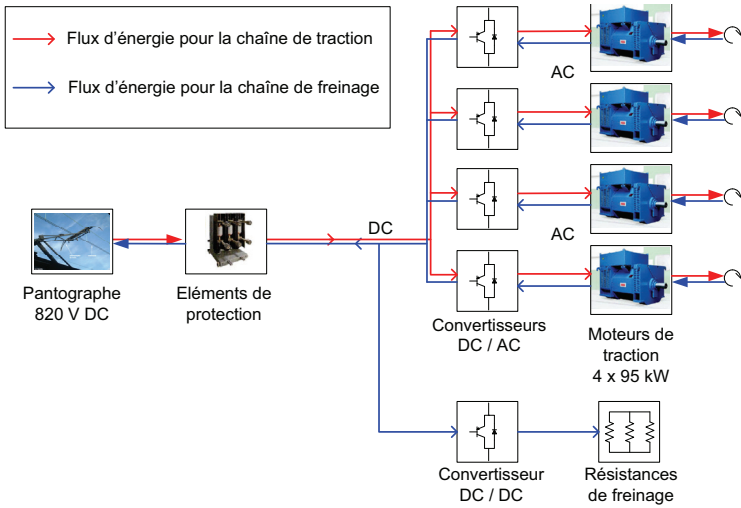 Flux d'énergie pour la chaîne de traction
Flux d'énergie pour la chaîne de freinage
AC
DC
AC
Pantographe
820 V DC
Eléments de
protection
Convertisseurs
DC / AC
Moteurs de
traction
4 x 95 kW
Convertisseur
DC / DC
Résistances
de freinage